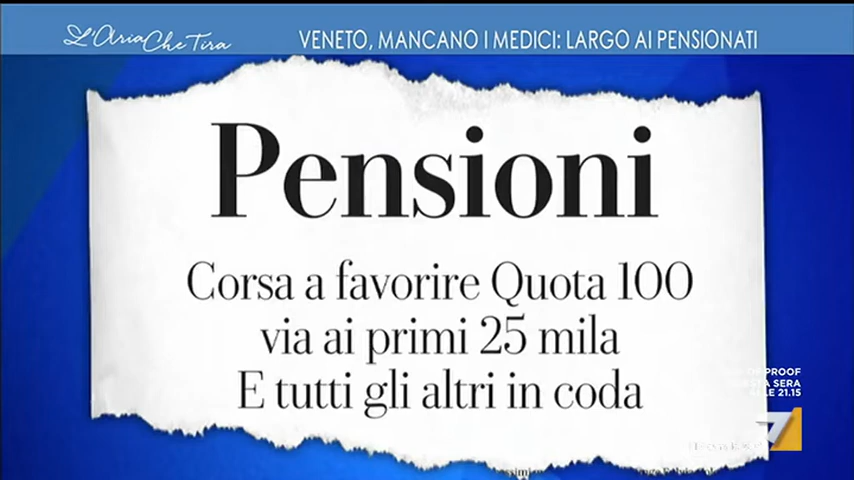 L'Aria Che Tira
VENETO, MANCANO I MEDICI: LARGO AI PENSIONATI
Pensioni
Corsa a favorire Quota 100
via ai primi 25 mila
E tutti gli altri in coda
PROOF
SERA
21.15
7